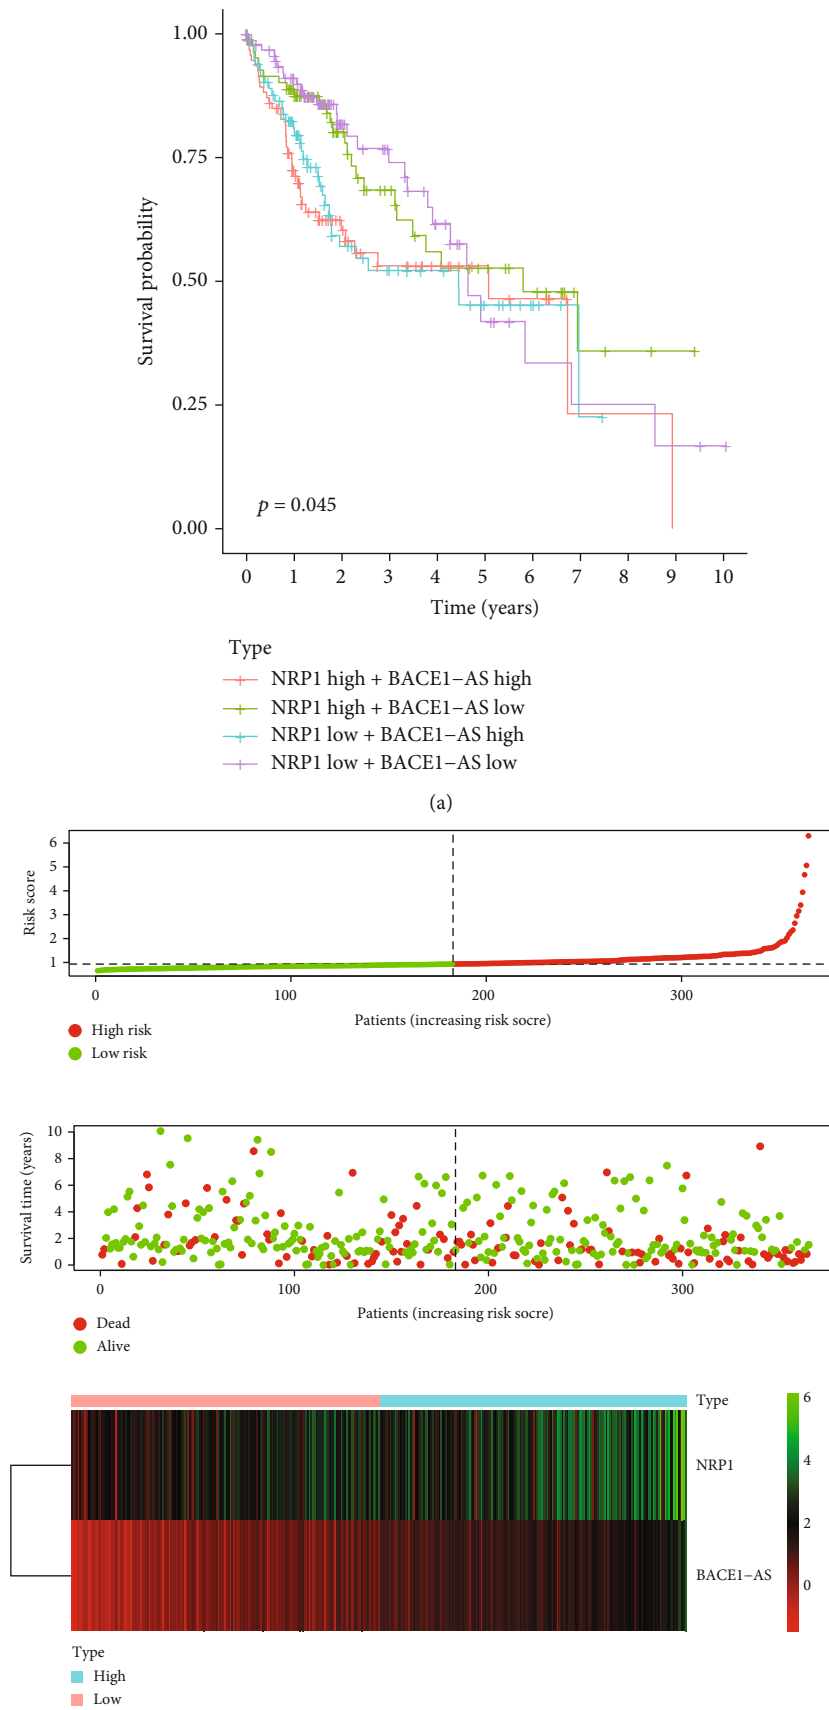 1.00
0.75
0.50
0.25
0.00
Survival probability
p = 0.045
0 1 2 3 4 5 6 7 8 9 10
Time (years)
Type
NRP1 high + BACE1−AS high
NRP1 high + BACE1−AS low
NRP1 low + BACE1−AS high
NRP1 low + BACE1−AS low
(a)
6
5
4
3
2
1
Risk score
0 100 200 300
Patients (increasing risk socre)
High risk
Low risk
10
8
6
4
2
0
Survival time (years)
0 100 200 300
Patients (increasing risk socre)
Dead
Alive
Type
NRP1
BACE1−AS
6
4
2
0
Type
High
Low